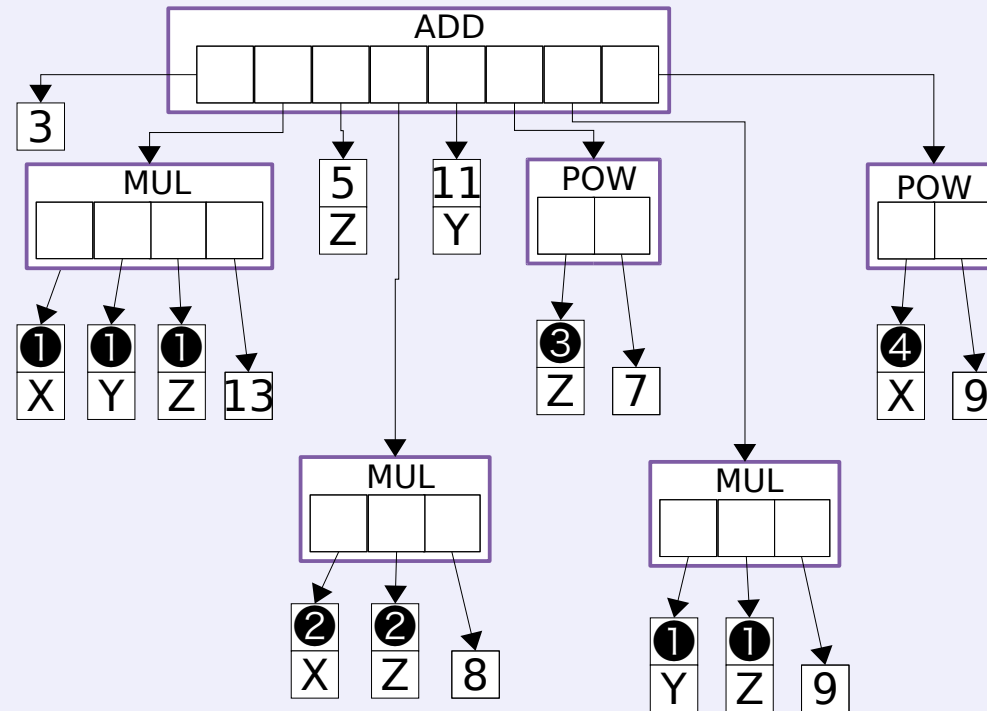 ADD
3
MUL
5
Z
11
Y
POW
POW
❶ ❶ ❶ 13
X Y Z
❸ 7
Z
❹ 9
X
MUL
MUL
❷ ❷ 8
X Z
❶ ❶ 9
Y Z